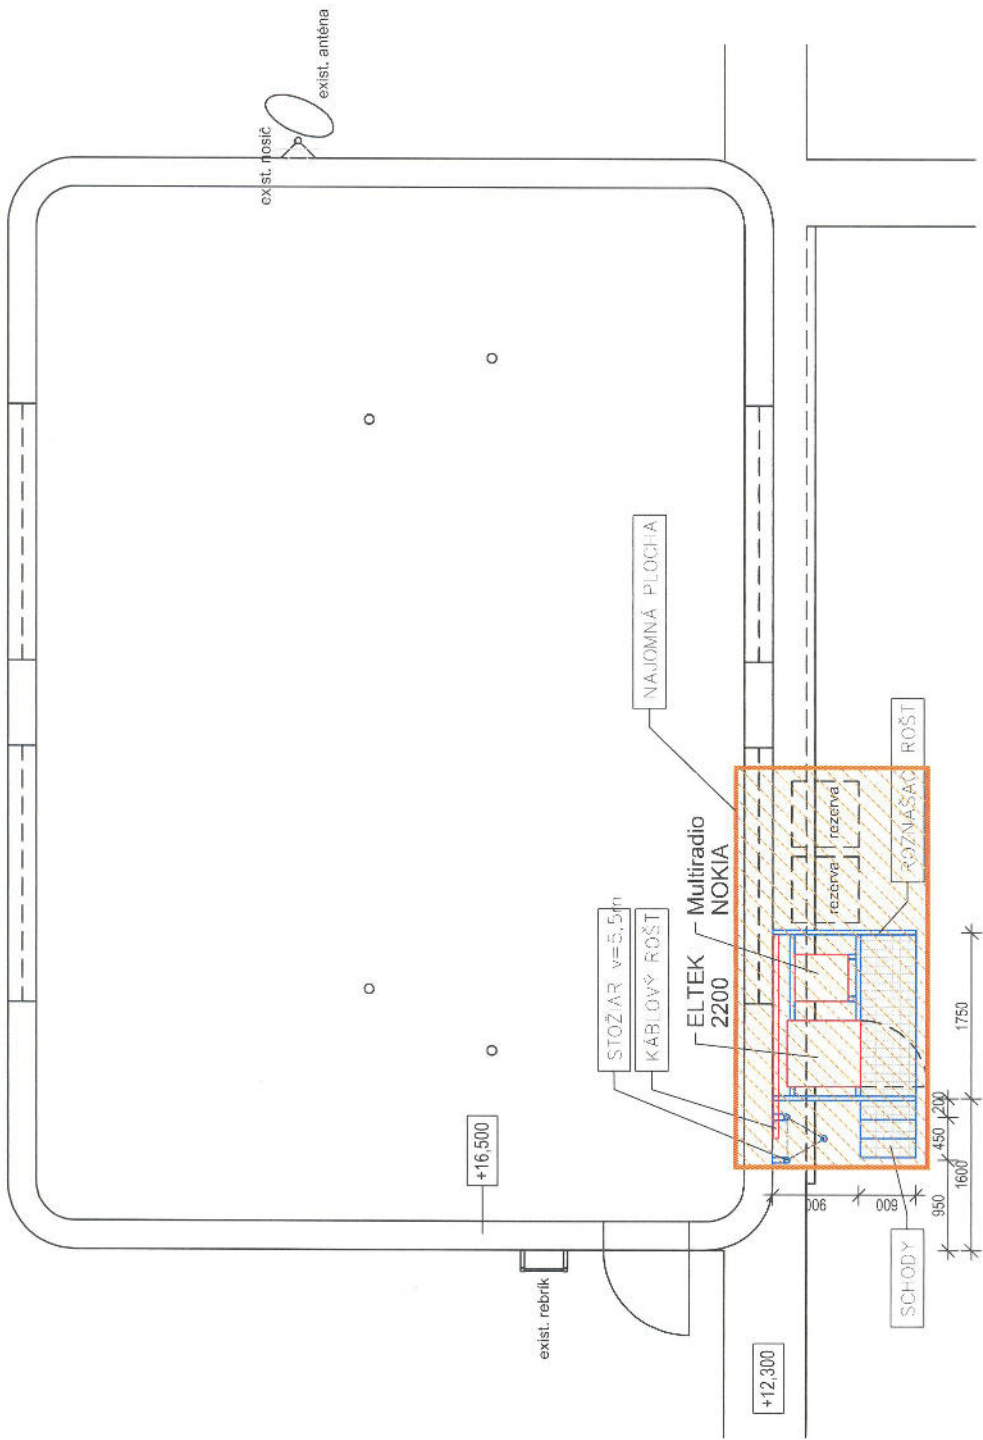 exist. anténa
exist. nosič
NÁJOMNÁ PLOCHA
ROZNÁŠACÍ ROŠT
rezerva
rezerva
Multiradio
NOKIA
ELTEK
2200
STOŽIAR v=5,5m
KÁBLOVÝ ROŠT
+16,500
exist. rebrík
+12,300
SCHODY
1750
200
450
1600
950
900
600